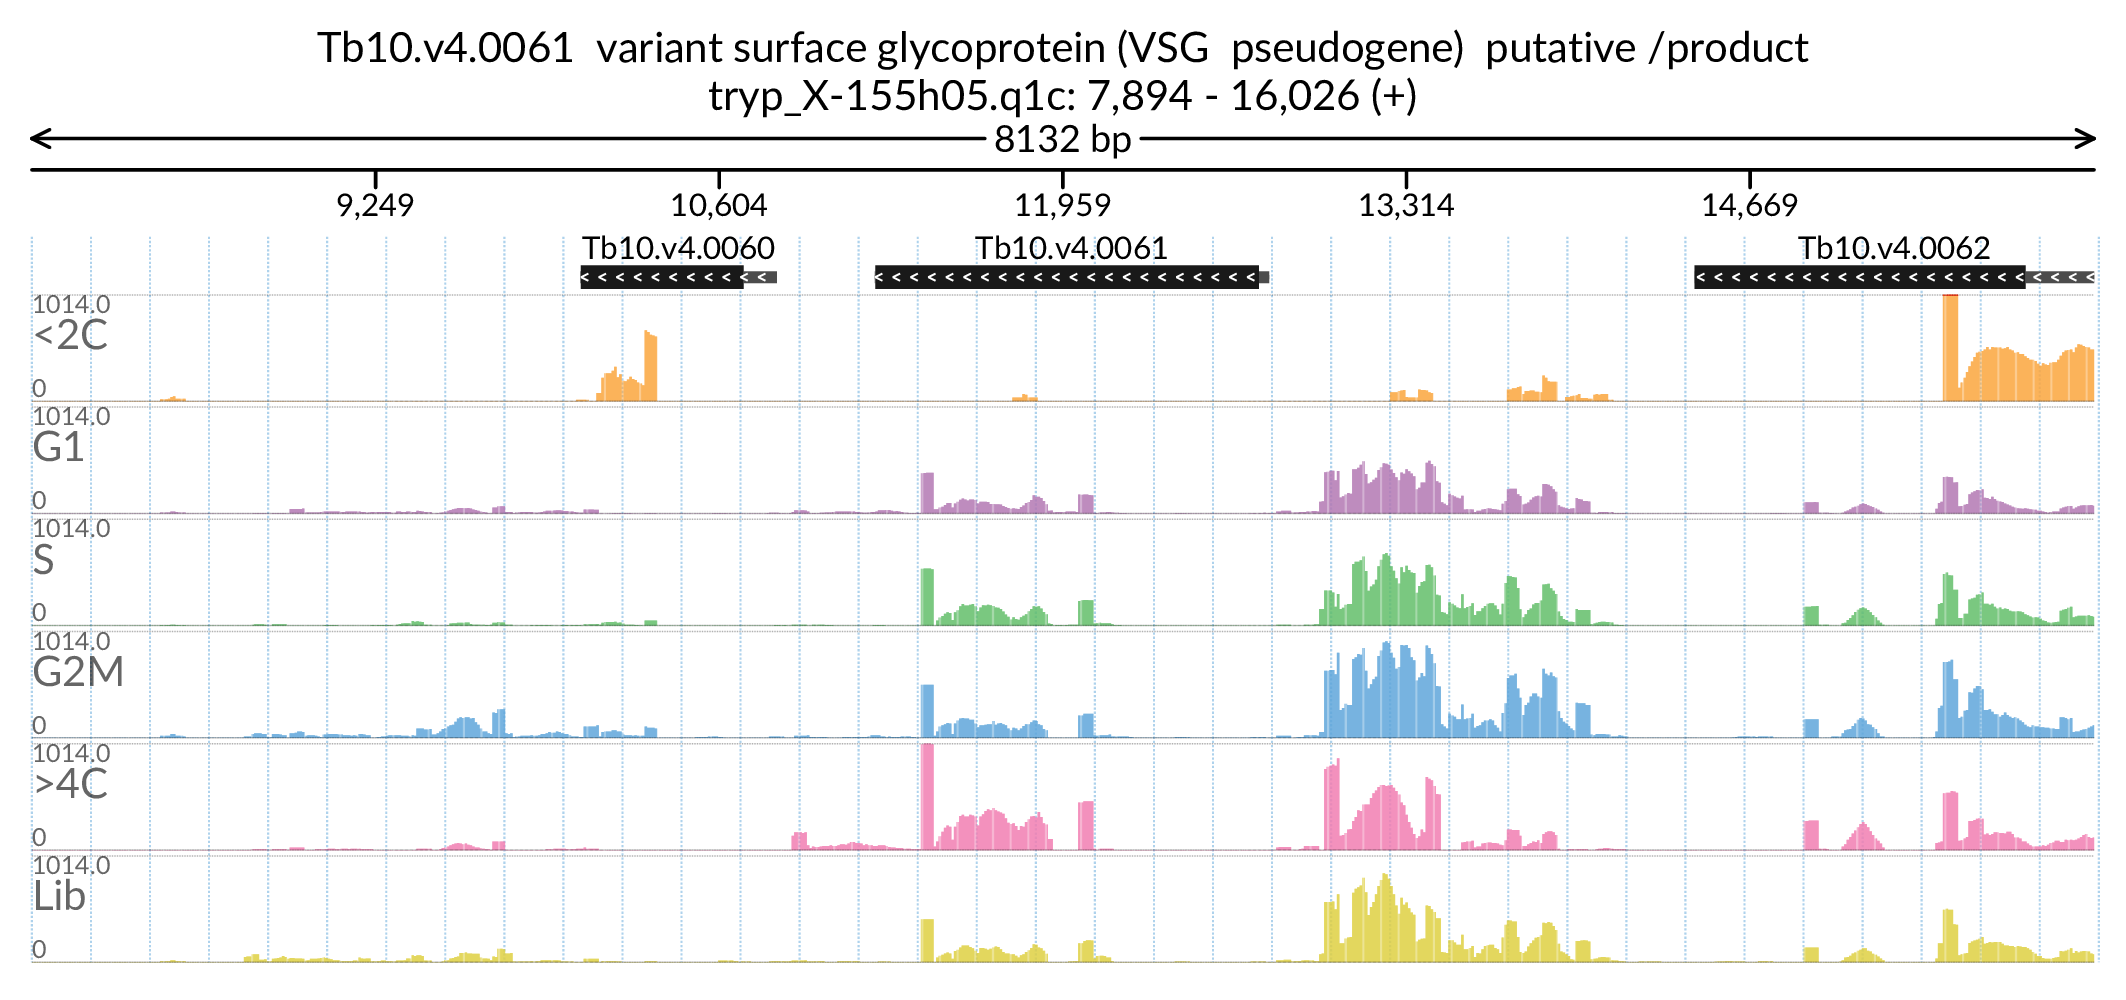 Tb10.v4.0061  variant surface glycoprotein (VSG  pseudogene)  putative /product
tryp_X-155h05.q1c: 7,894 - 16,026 (+)
8132 bp
9,249 10,604 11,959 13,314 14,669
Tb10.v4.0060 Tb10.v4.0061 Tb10.v4.0062
1014.0
<2C
0
1014.0
G1
0
1014.0
S
0
1014.0
G2M
0
1014.0
>4C
0
1014.0
Lib
0